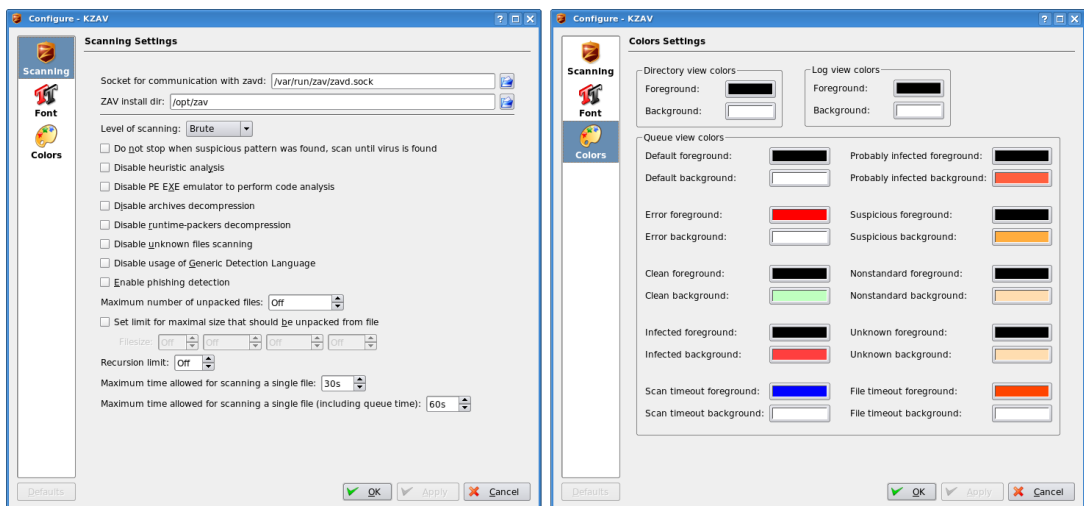 Configure - KZAV
Scanning
Font
Colors
Scanning Settings
Socket for communication with zavd: /var/run/zav/zavd.sock
ZAV install dir: /opt/zav
Level of scanning: Brute
Do not stop when suspicious pattern was found, scan until virus is found
Disable heuristic analysis
Disable PE EXE emulator to perform code analysis
Disable archives decompression
Disable runtime-packers decompression
Disable unknown files scanning
Disable usage of Generic Detection Language
Enable phishing detection
Maximum number of unpacked files: Off
Set limit for maximal size that should be unpacked from file
Filesize: Off Off Off Off
Recursion limit: Off
Maximum time allowed for scanning a single file: 30s
Maximum time allowed for scanning a single file (including queue time): 60s
Defaults OK Apply Cancel
Configure - KZAV
Scanning
Font
Colors
Colors Settings
Directory view colors Log view colors
Foreground: Foreground:
Background: Background:
Queue view colors
Default foreground: Probably infected foreground:
Default background: Probably infected background:
Error foreground: Suspicious foreground:
Error background: Suspicious background:
Clean foreground: Nonstandard foreground:
Clean background: Nonstandard background:
Infected foreground: Unknown foreground:
Infected background: Unknown background:
Scan timeout foreground: File timeout foreground:
Scan timeout background: File timeout background:
Defaults OK Apply Cancel